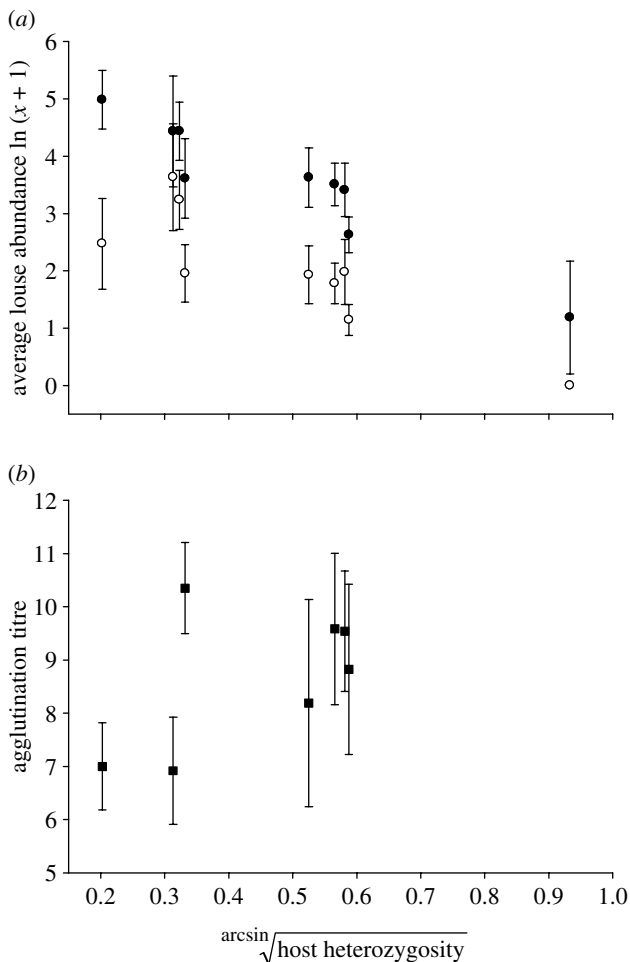 (a)
6
5
4
3
2
1
0
average louse abundance ln (x + 1)
(b)
12
11
10
9
8
7
6
5
agglutination titre
0.2 0.3 0.4 0.5 0.6 0.7 0.8 0.9 1.0
arcsin√host heterozygosity